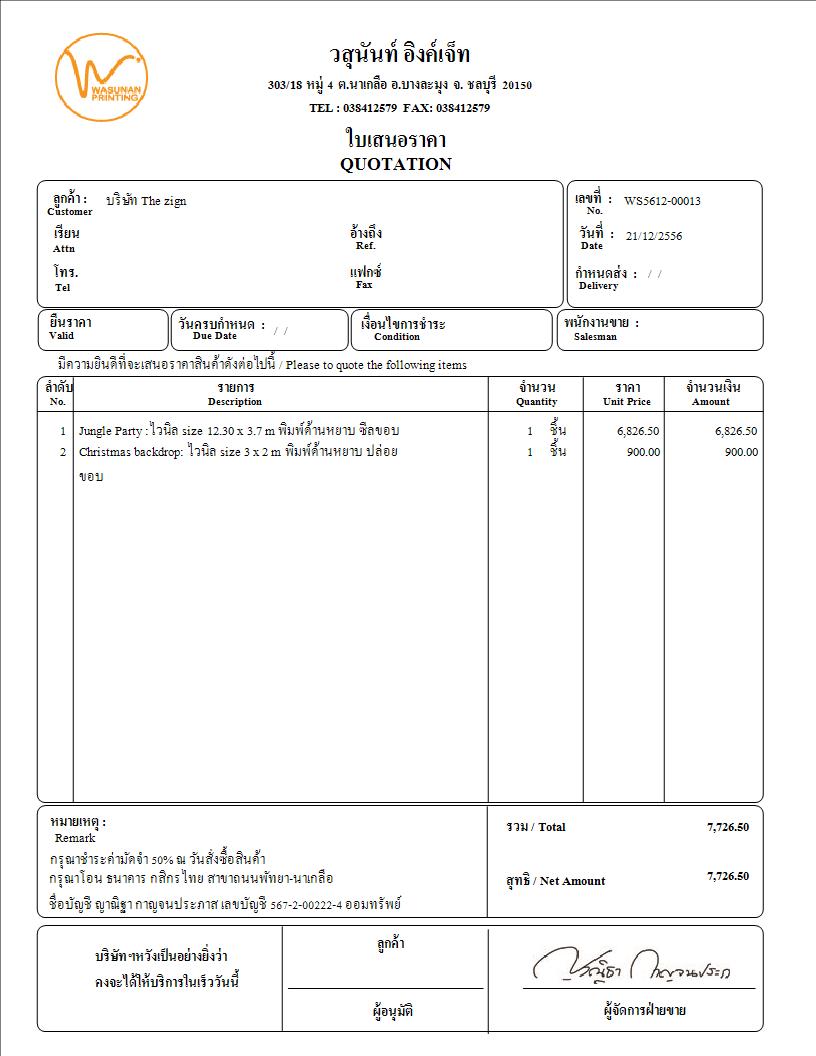 WASUNAN
PRINTING
วสุนันท์ อิงค์เจ็ท
303/18 หมู่ 4 ต.นาเกลือ อ.บางละมุง จ. ชลบุรี 20150
TEL : 038412579 FAX: 038412579
ใบเสนอราคา
QUOTATION
ลูกค้า : บริษัท The zign
Customer
เรียน อ้างถึง
Attn Ref.
โทร. แฟกซ์
Tel Fax
เลขที่ : WS5612-00013
No.
วันที่ : 21/12/2556
Date
กำหนดส่ง : / /
Delivery
ยืนราคา วันครบกำหนด : / / เงื่อนไขการชำระ พนักงานขาย :
Valid Due Date Condition Salesman
มีความยินดีที่จะเสนอราคาสินค้าดังต่อไปนี้ / Please to quote the following items
ลำดับ รายการ จำนวน ราคา จำนวนเงิน
No. Description Quantity Unit Price Amount
1 Jungle Party : ไวนิล size 12.30 x 3.7 m พิมพ์ด้านหยาบ ซีลขอบ 1 ชิ้น 6,826.50 6,826.50
2 Christmas backdrop: ไวนิล size 3 x 2 m พิมพ์ด้านหยาบ ปล่อย 1 ชิ้น 900.00 900.00
ขอบ
หมายเหตุ :
Remark
กรุณาชำระค่ามัดจำ 50% ณ วันสั่งซื้อสินค้า
กรุณาโอน ธนาคาร กสิกรไทย สาขาถนนพัทยา-นาเกลือ
ชื่อบัญชี ญาณิฐา กาญจนประภาส เลขบัญชี 567-2-00222-4 ออมทรัพย์
รวม / Total 7,726.50
สุทธิ / Net Amount 7,726.50
บริษัทฯหวังเป็นอย่างยิ่งว่า
คงจะได้ให้บริการในเร็ววันนี้
ลูกค้า
ผู้อนุมัติ
ผู้จัดการฝ่ายขาย